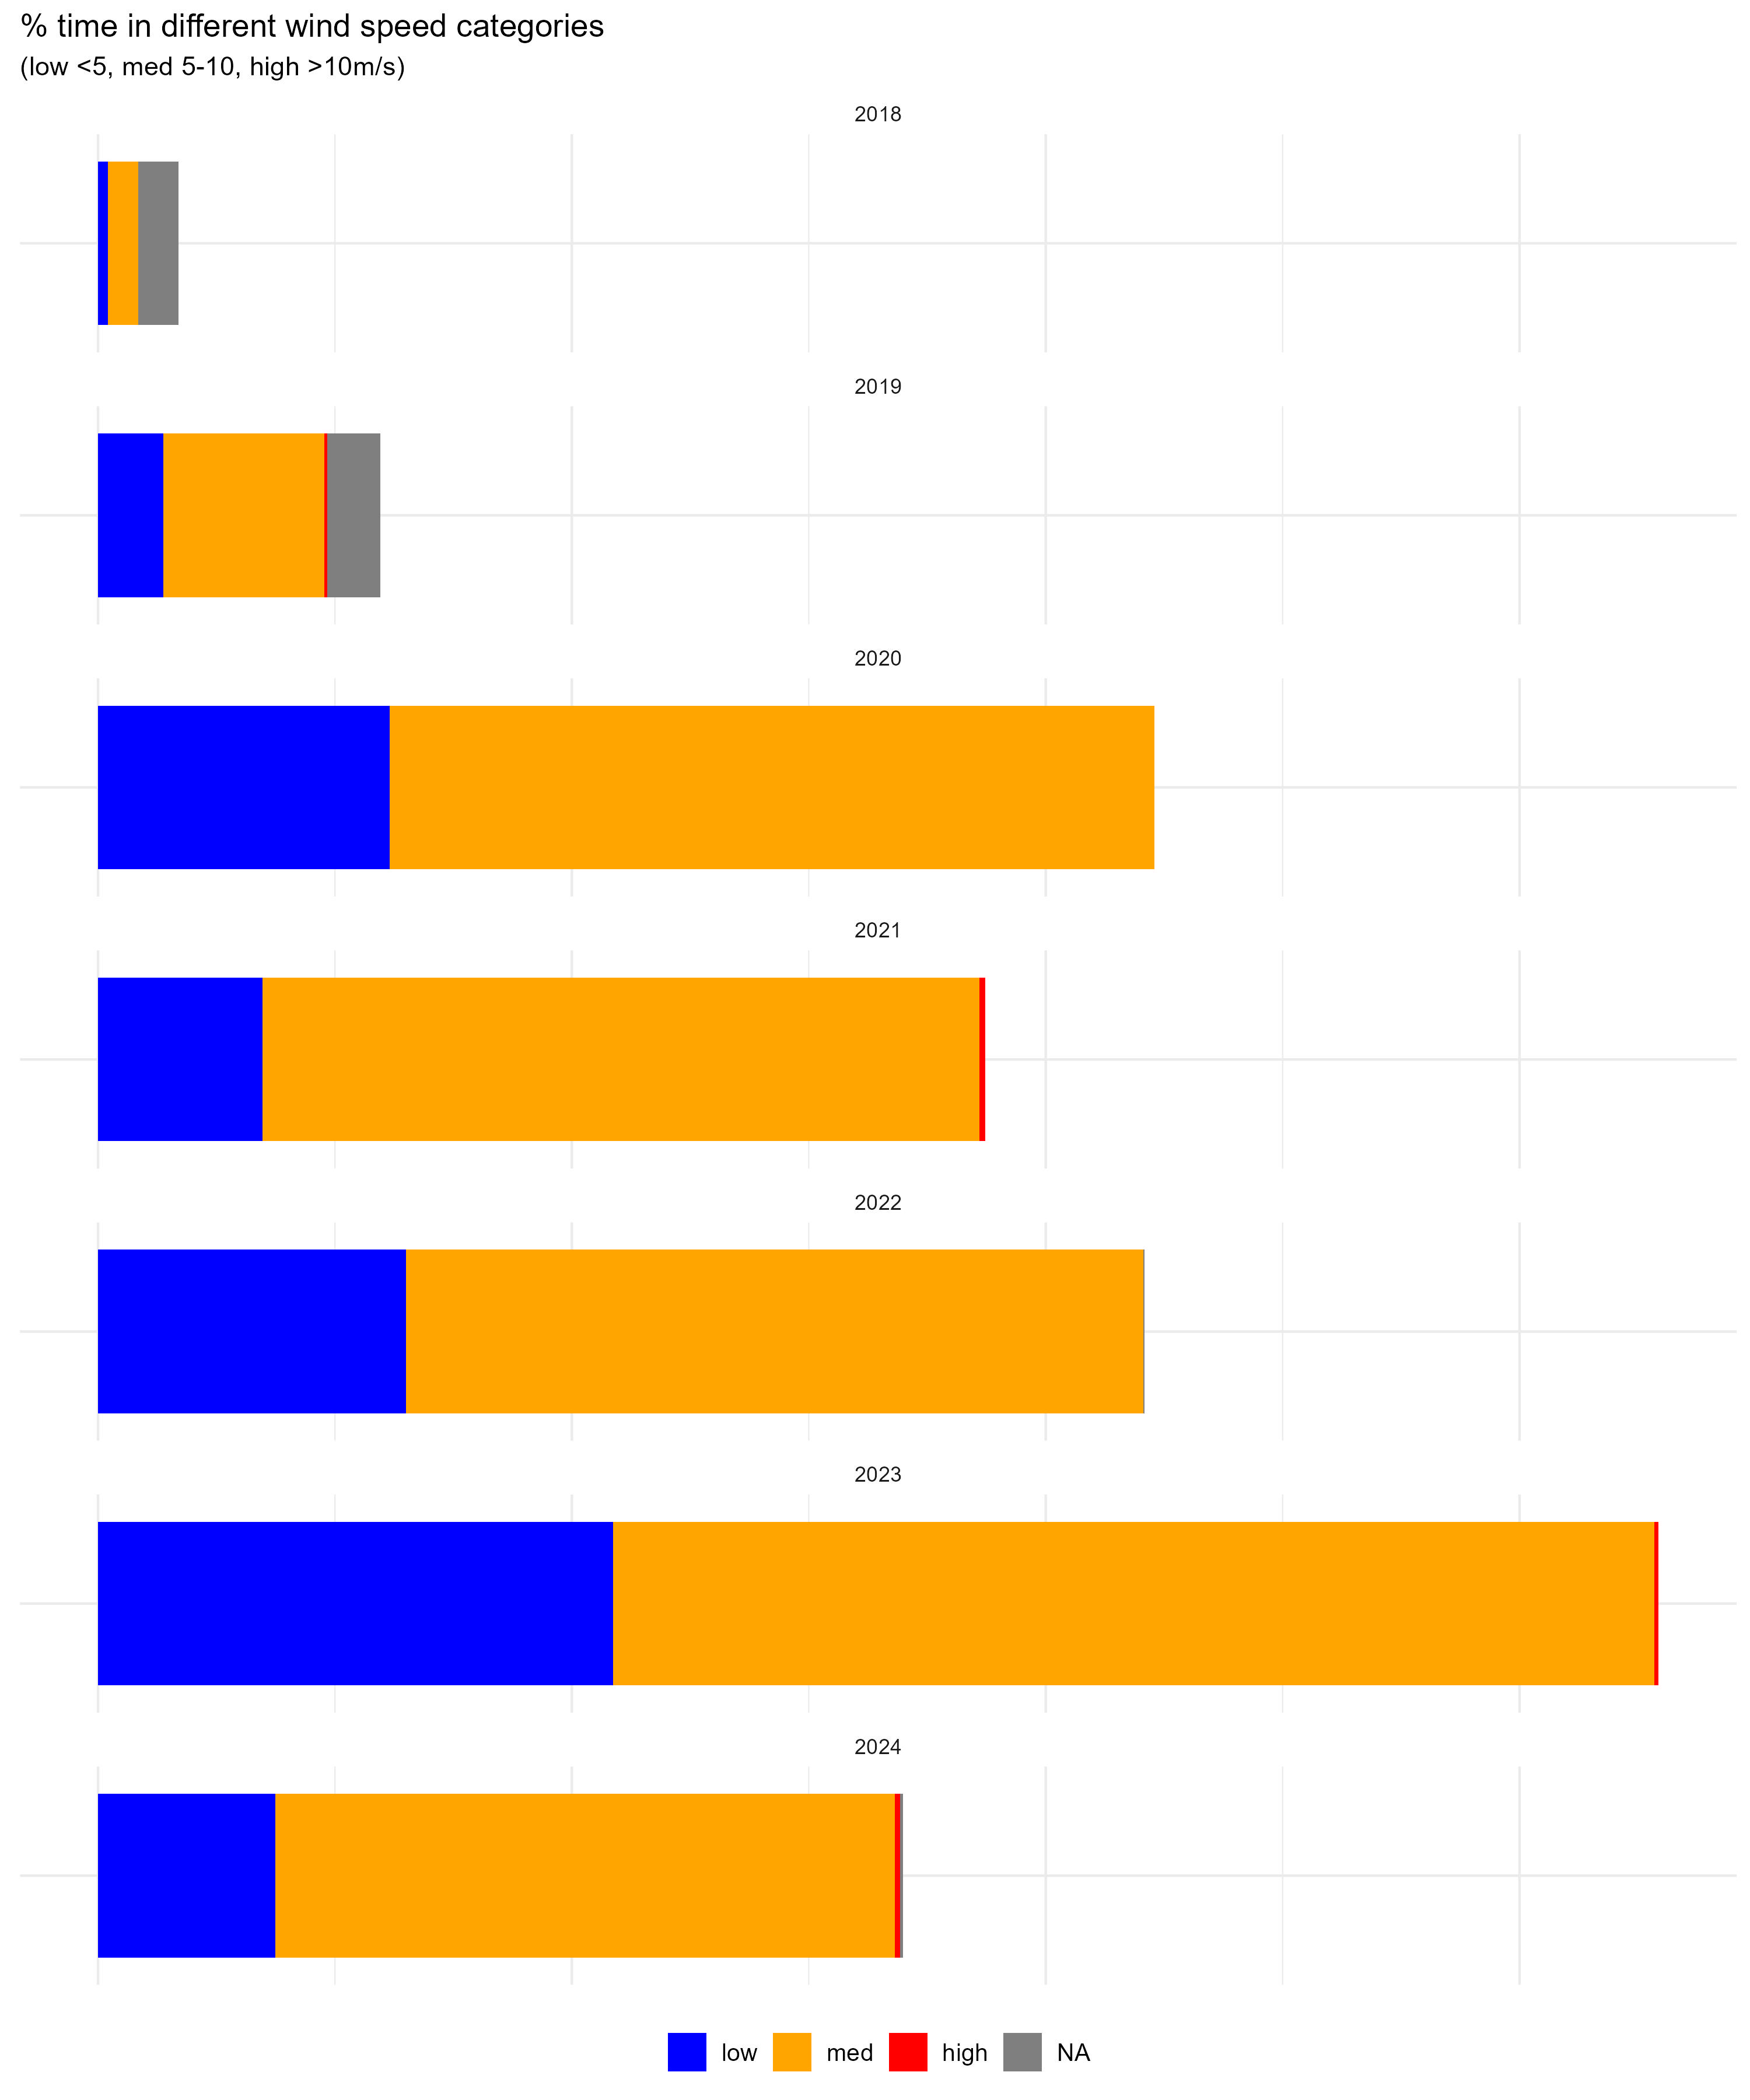 % time in different wind speed categories
(low <5, med 5-10, high >10m/s)
2018
2019
2020
2021
2022
2023
2024
low med high NA